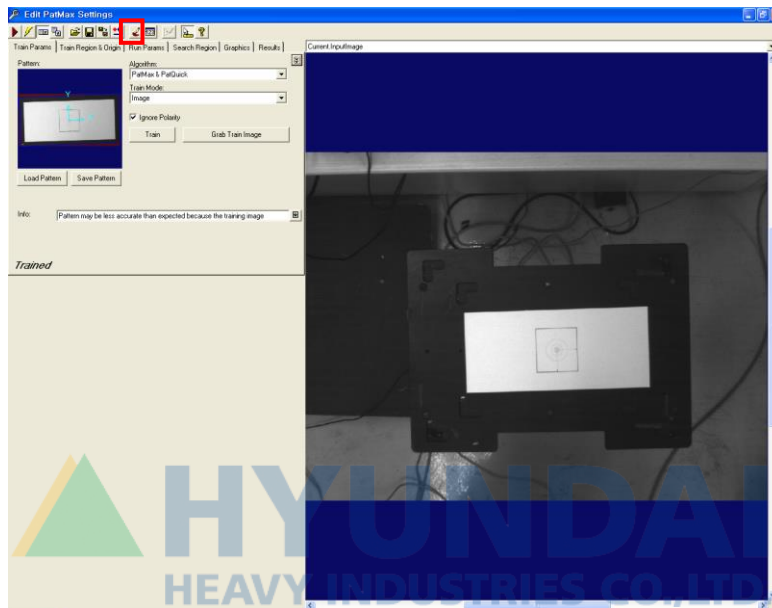 Edit PatMax Settings
Train Params
Train Region & Origin
Run Params
Search Region
Graphics
Results
Current.InputImage
Pattern:
Algorithm:
PatMax & PatQuick
Train Mode:
Image
Ignore Polarity
Train
Grab Train Image
Y
Load Pattern
Save Pattern
Info:
Pattern may be less accurate than expected because the training image
Trained
HYUNDAI
HEAVY INDUSTRIES CO.,LTD.